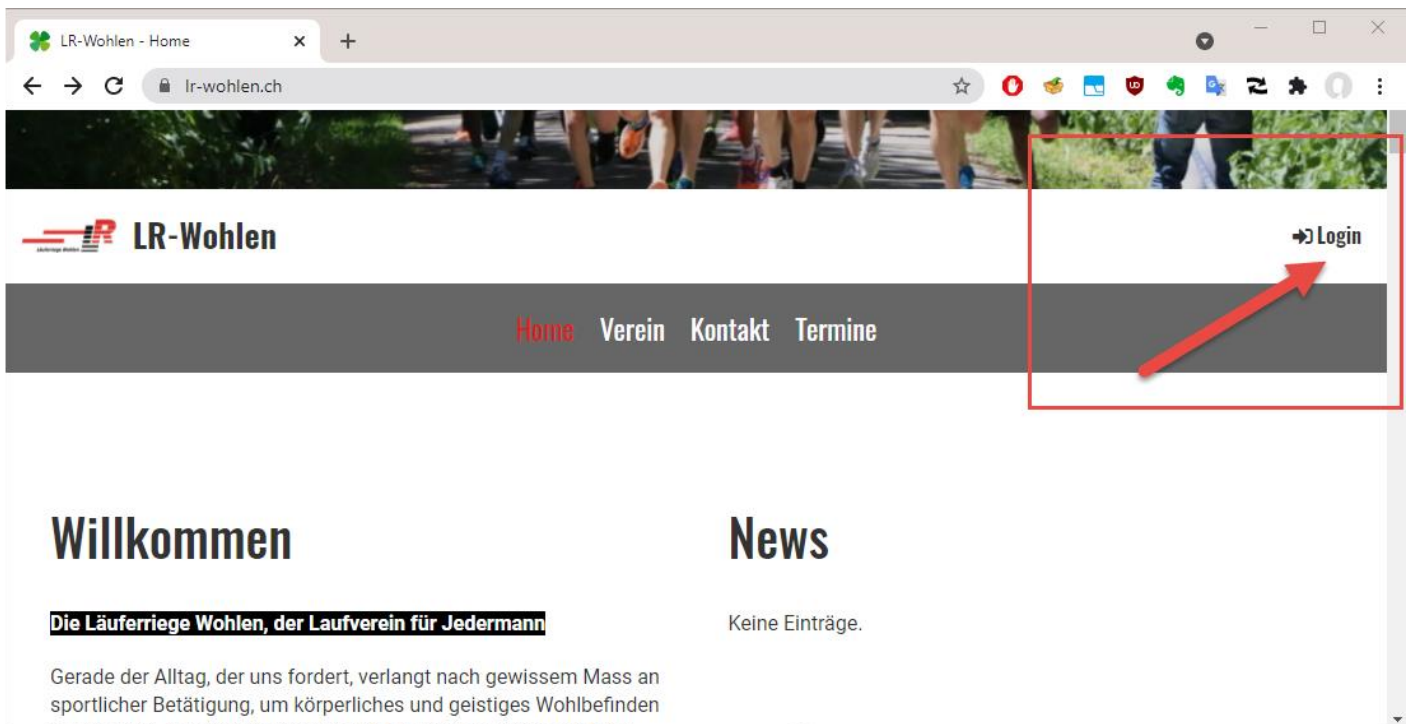 LR-Wohlen - Home
lr-wohlen.ch
LR-Wohlen
Login
Home Verein Kontakt Termine
Willkommen
Die Läuferriege Wohlen, der Laufverein für Jedermann
Gerade der Alltag, der uns fordert, verlangt nach gewissem Mass an
sportlicher Betätigung, um körperliches und geistiges Wohlbefinden
News
Keine Einträge.